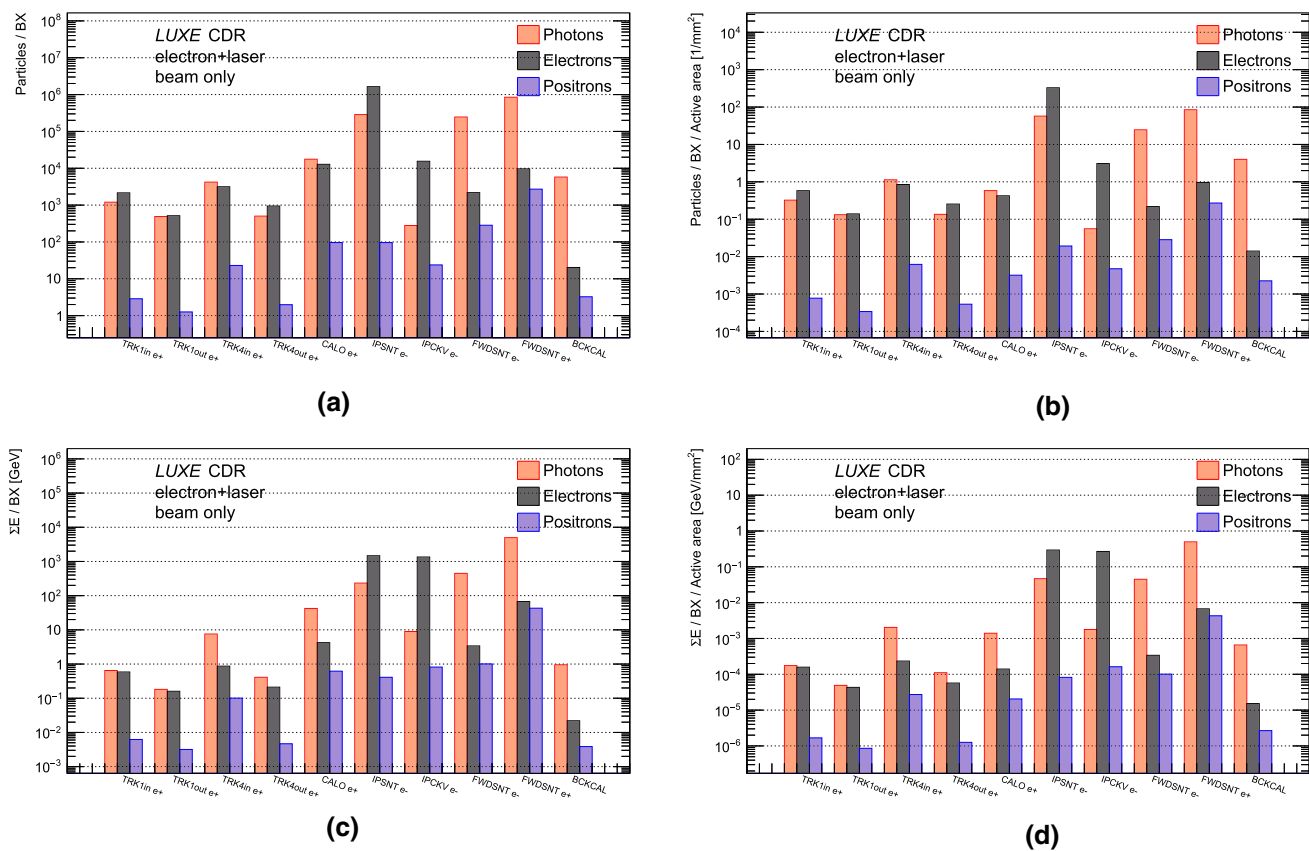 Particles / BX
10⁸
10⁷
10⁶
10⁵
10⁴
10³
10²
10
1
LUXE CDR
electron+laser
beam only
Photons
Electrons
Positrons
TRK1in e+
TRK1out e+
TRK4in e+
TRK4out e+
CALO e+
IPSNT e-
IPCKV e-
FWDSNT e-
FWDSNT e+
BCKCAL
(a)
Particles / BX / Active area [1/mm²]
10⁴
10²
1
10⁻¹
10⁻²
10⁻³
10⁻⁴
LUXE CDR
electron+laser
beam only
Photons
Electrons
Positrons
TRK1in e+
TRK1out e+
TRK4in e+
TRK4out e+
CALO e+
IPSNT e-
IPCKV e-
FWDSNT e-
FWDSNT e+
BCKCAL
(b)
ΣE / BX [GeV]
10⁶
10⁵
10⁴
10³
10²
10
1
10⁻¹
10⁻²
10⁻³
LUXE CDR
electron+laser
beam only
Photons
Electrons
Positrons
TRK1in e+
TRK1out e+
TRK4in e+
TRK4out e+
CALO e+
IPSNT e-
IPCKV e-
FWDSNT e-
FWDSNT e+
BCKCAL
(c)
ΣE / BX / Active area [GeV/mm²]
10²
10
1
10⁻¹
10⁻²
10⁻³
10⁻⁴
10⁻⁵
10⁻⁶
LUXE CDR
electron+laser
beam only
Photons
Electrons
Positrons
TRK1in e+
TRK1out e+
TRK4in e+
TRK4out e+
CALO e+
IPSNT e-
IPCKV e-
FWDSNT e-
FWDSNT e+
BCKCAL
(d)